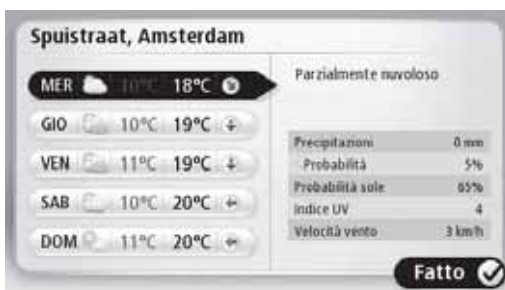 Spuistraat, Amsterdam
MER 10°C 18°C
GIO 10°C 19°C
VEN 11°C 19°C
SAB 10°C 20°C
DOM 11°C 20°C
Parzialmente nuvoloso
Precipitazioni 0 mm
Probabilità 5%
Probabilità sole 65%
Indice UV 4
Velocità vento 3 km/h
Fatto